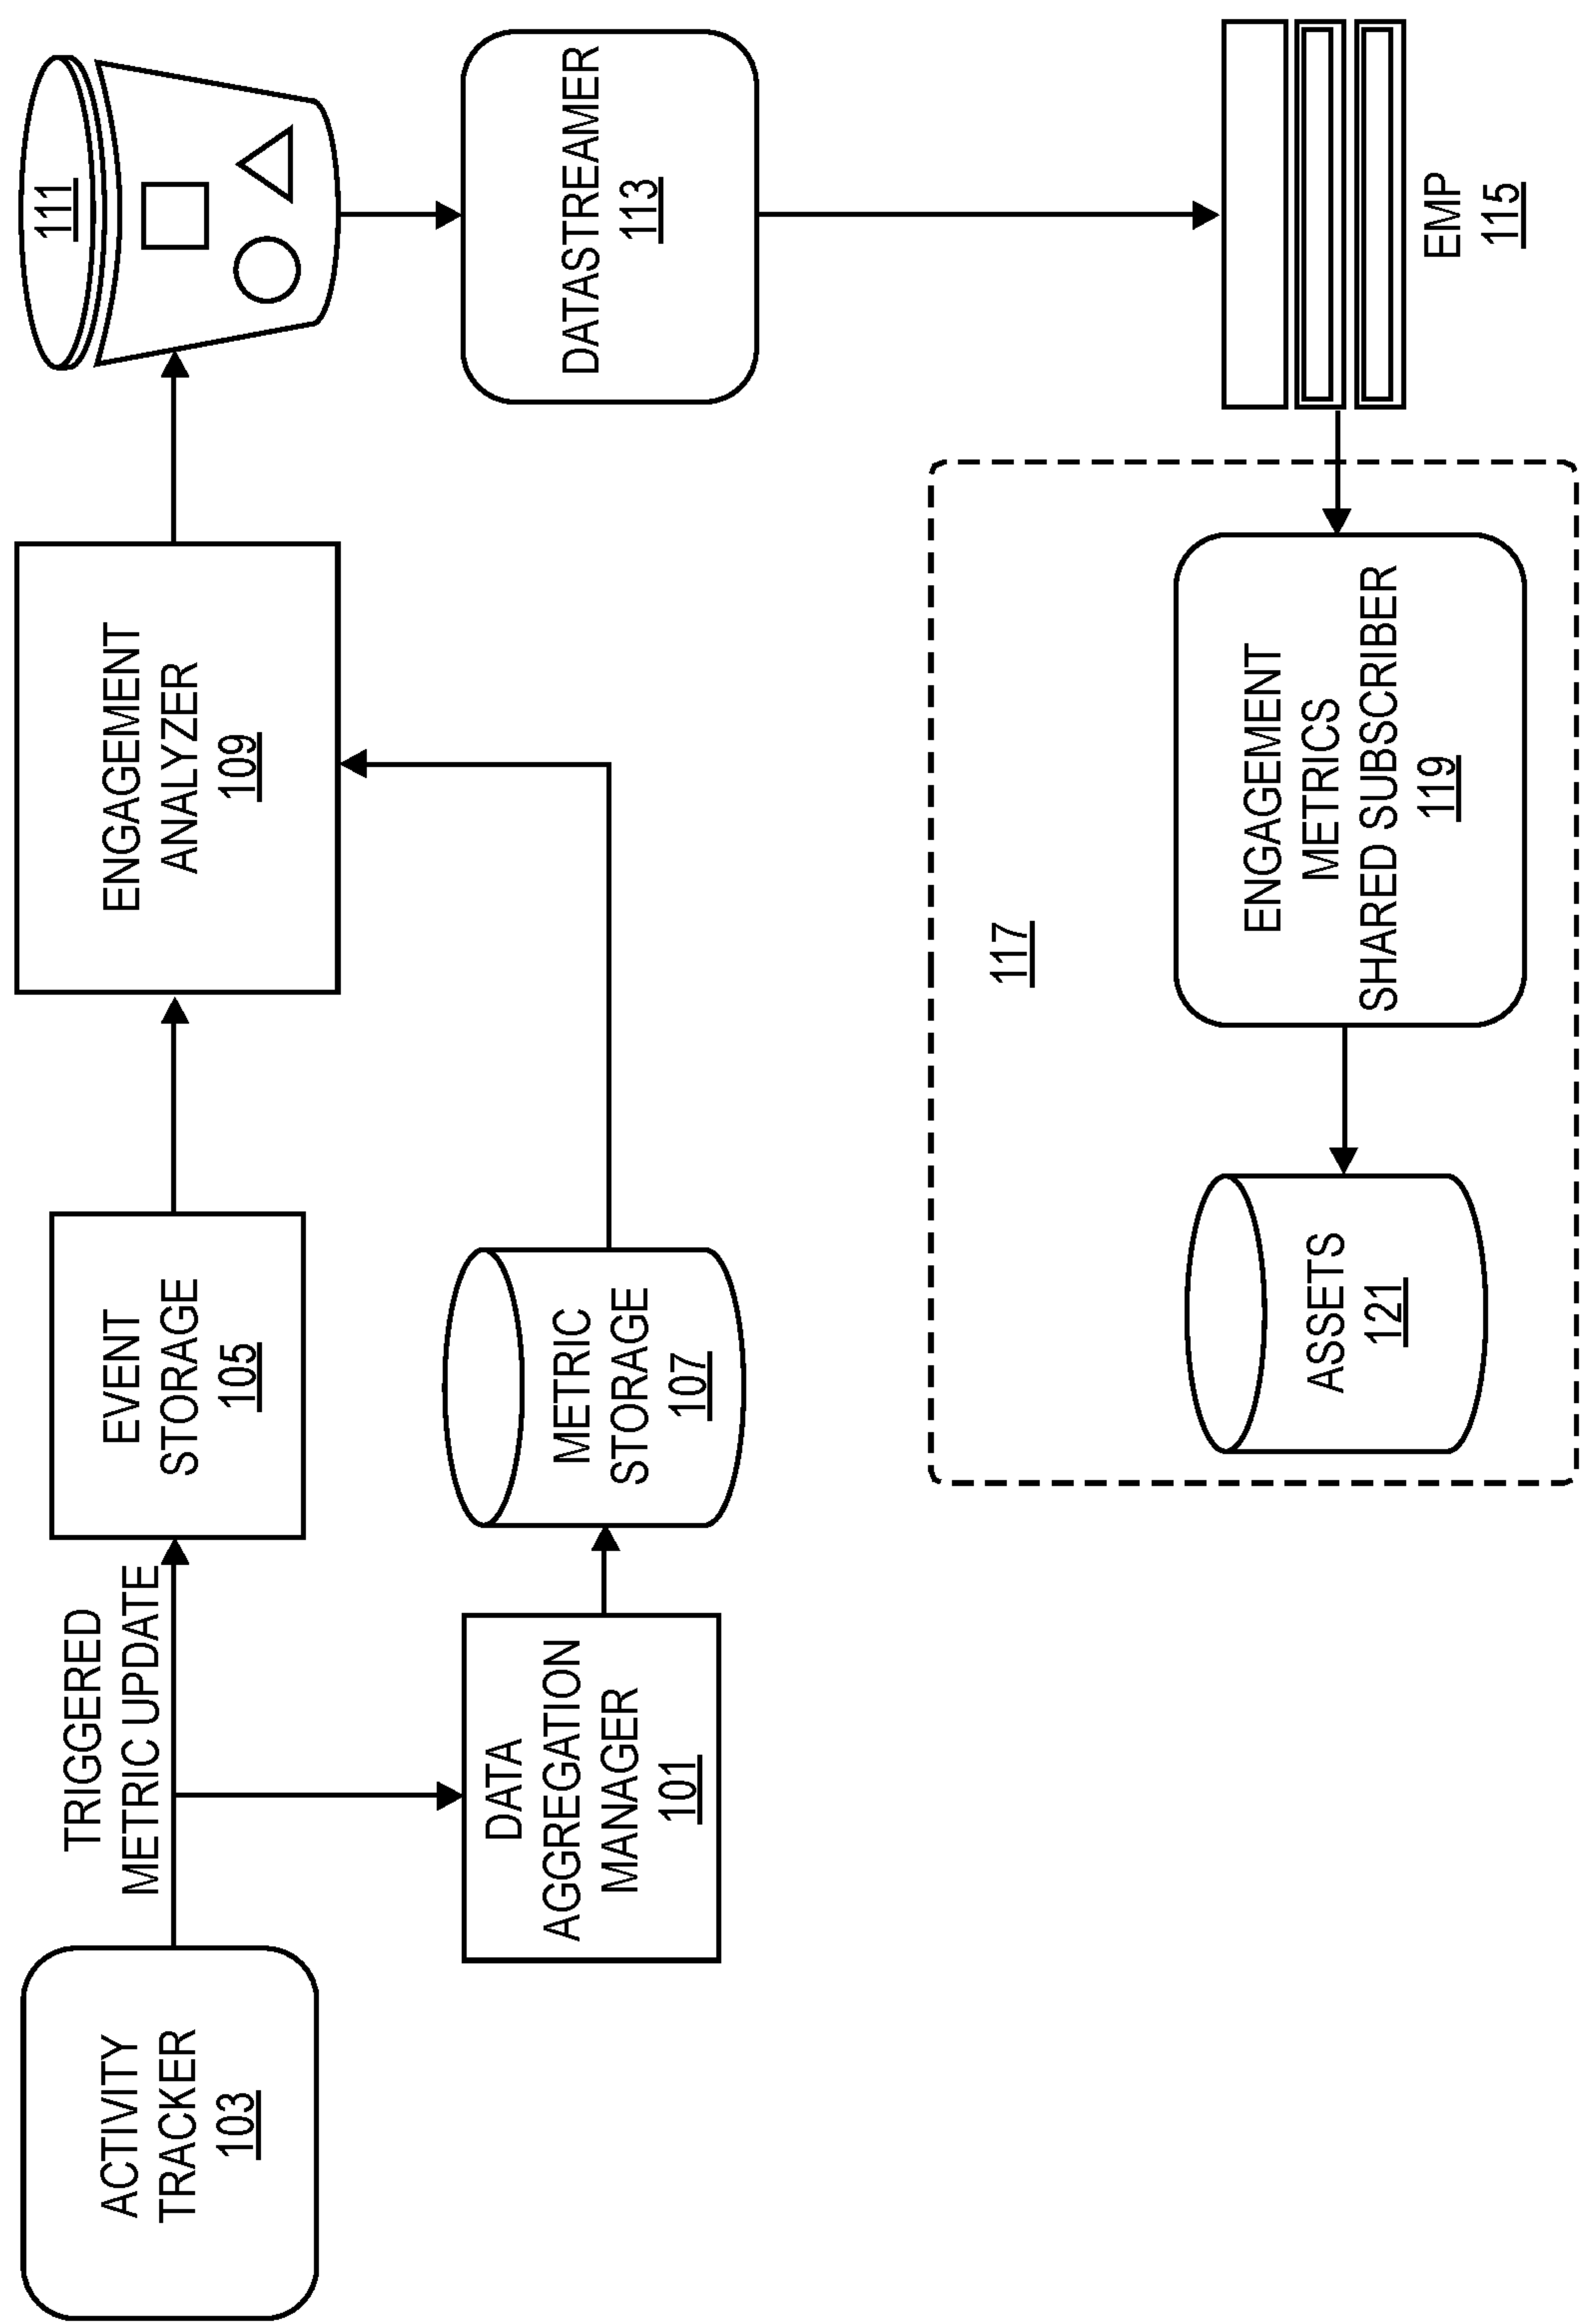 ACTIVITY
TRACKER
103
TRIGGERED
METRIC UPDATE
EVENT
STORAGE
105
ENGAGEMENT
ANALYZER
109
111
DATA
AGGREGATION
MANAGER
101
METRIC
STORAGE
107
DATASTREAMER
113
117
ASSETS
121
ENGAGEMENT
METRICS
SHARED SUBSCRIBER
119
EMP
115